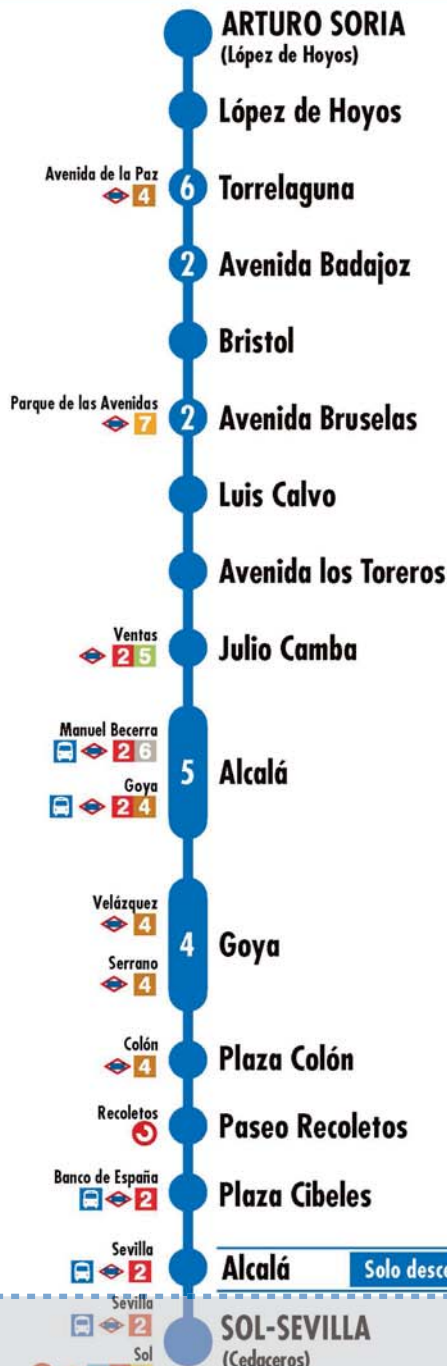 ARTURO SORIA
(López de Hoyos)
López de Hoyos
Avenida de la Paz
4
6
Torrelaguna
2
Avenida Badajoz
Bristol
Parque de las Avenidas
7
2
Avenida Bruselas
Luis Calvo
Avenida los Toreros
Ventas
2 5
Julio Camba
Manuel Becerra
2 6
Goya
2 4
5
Alcalá
Velázquez
4
Serrano
4
4
Goya
Colón
4
Plaza Colón
Recoletos
Paseo Recoletos
Banco de España
2
Plaza Cibeles
Sevilla
2
Alcalá
Solo desce
Sevilla
2
SOL-SEVILLA
(Cedaceros)
Sol